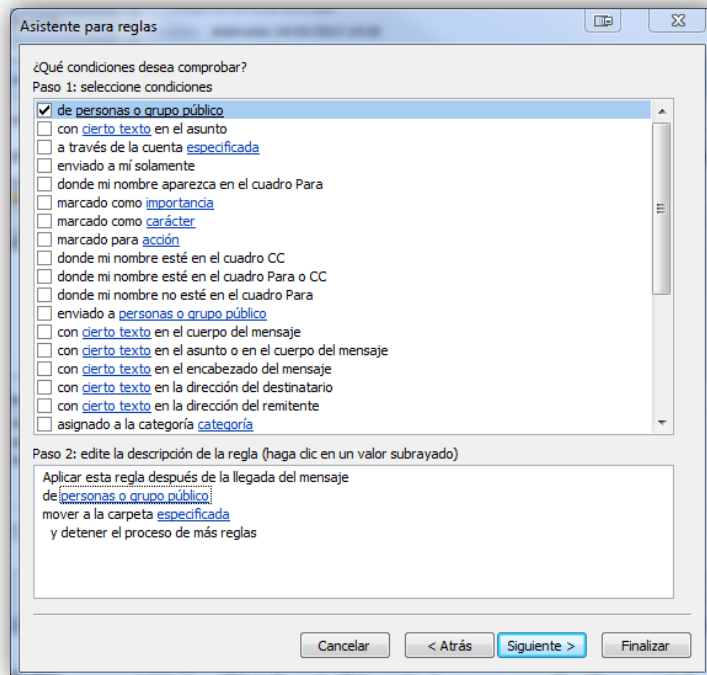 Asistente para reglas
¿Qué condiciones desea comprobar?
Paso 1: seleccione condiciones
de personas o grupo público
con cierto texto en el asunto
a través de la cuenta especificada
enviado a mí solamente
donde mi nombre aparezca en el cuadro Para
marcado como importancia
marcado como carácter
marcado para acción
donde mi nombre esté en el cuadro CC
donde mi nombre esté en el cuadro Para o CC
donde mi nombre no esté en el cuadro Para
enviado a personas o grupo público
con cierto texto en el cuerpo del mensaje
con cierto texto en el asunto o en el cuerpo del mensaje
con cierto texto en el encabezado del mensaje
con cierto texto en la dirección del destinatario
con cierto texto en la dirección del remitente
asignado a la categoría categoría
Paso 2: edite la descripción de la regla (haga clic en un valor subrayado)
Aplicar esta regla después de la llegada del mensaje
de personas o grupo público
mover a la carpeta especificada
y detener el proceso de más reglas
Cancelar < Atrás Siguiente > Finalizar